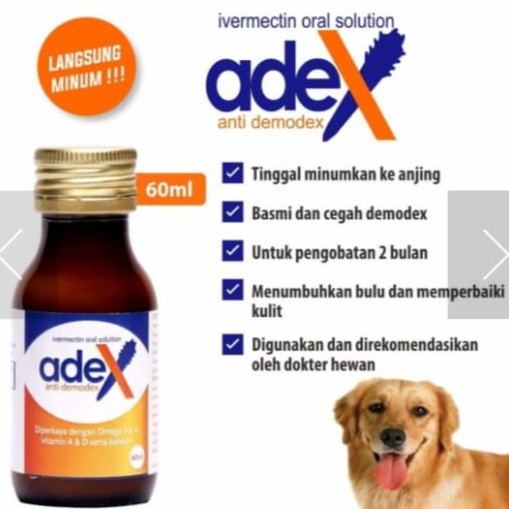 ivermectin oral solution
LANGSUNG
MINUM !!!
adeX
anti demodex
60ml
Tinggal minumkan ke anjing
Basmi dan cegah demodex
Untuk pengobatan 2 bulan
Menumbuhkan bulu dan memperbaiki
kulit
Digunakan dan direkomendasikan
oleh dokter hewan
ivermectin oral solution
adeX
anti demodex
Diperkaya dengan Omega
vitamin A & D serta
60ml